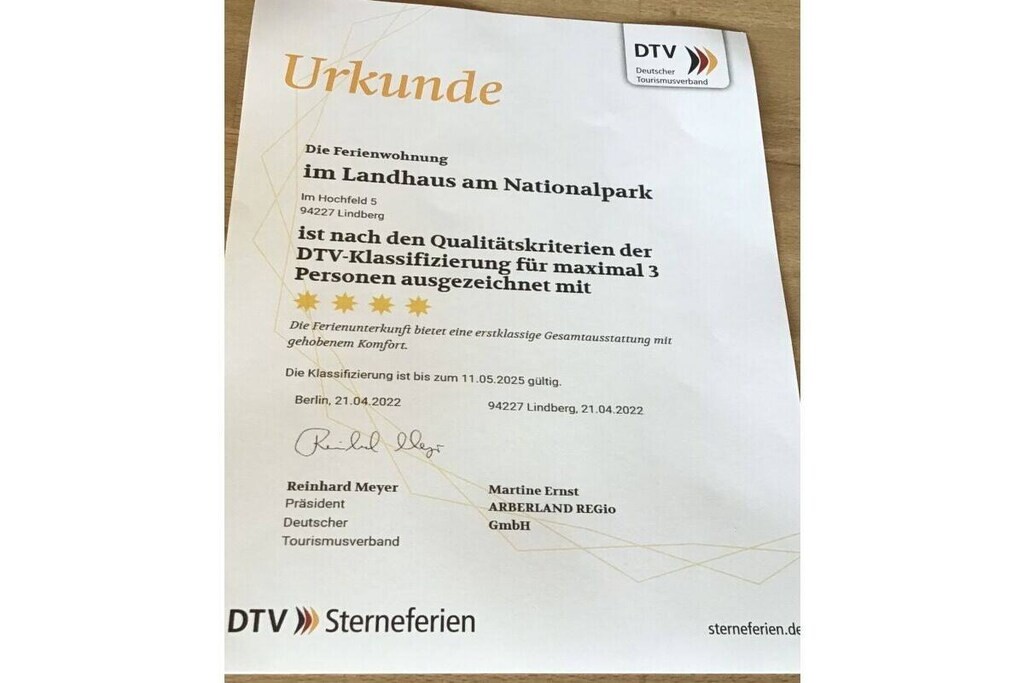 DTV
Deutscher
Tourismusverband
Urkunde
Die Ferienwohnung
im Landhaus am Nationalpark
Im Hochfeld 5
94227 Lindberg
ist nach den Qualitätskriterien der
DTV-Klassifizierung für maximal 3
Personen ausgezeichnet mit
Die Ferienunterkunft bietet eine erstklassige Gesamtausstattung mit
gehobenem Komfort.
Die Klassifizierung ist bis zum 11.05.2025 gültig.
Berlin, 21.04.2022
94227 Lindberg, 21.04.2022
Reinhard Meyer
Reinhard Meyer
Präsident
Deutscher
Tourismusverband
Martine Ernst
ARBERLAND REGio
GmbH
DTV Sterneferien
sterneferien.de